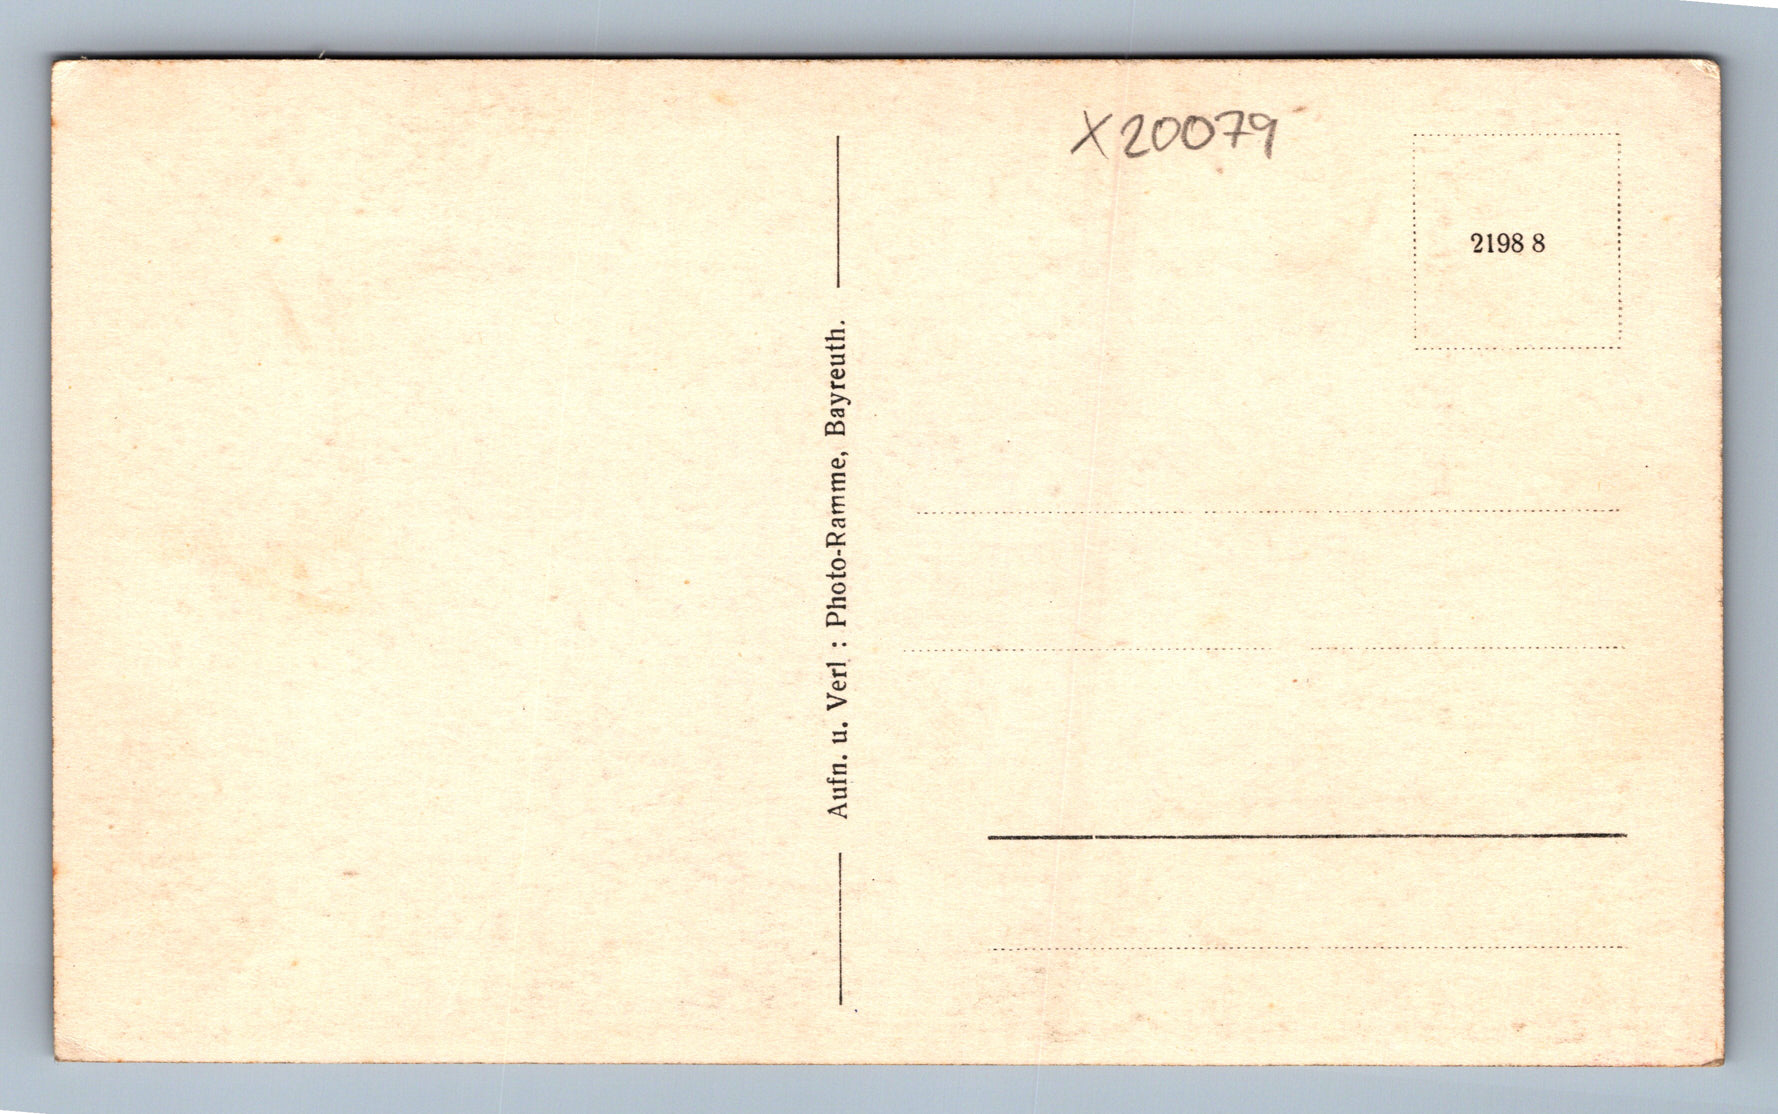 X20079
2198 8
Aufn. u. Verl : Photo-Ramme, Bayreuth.